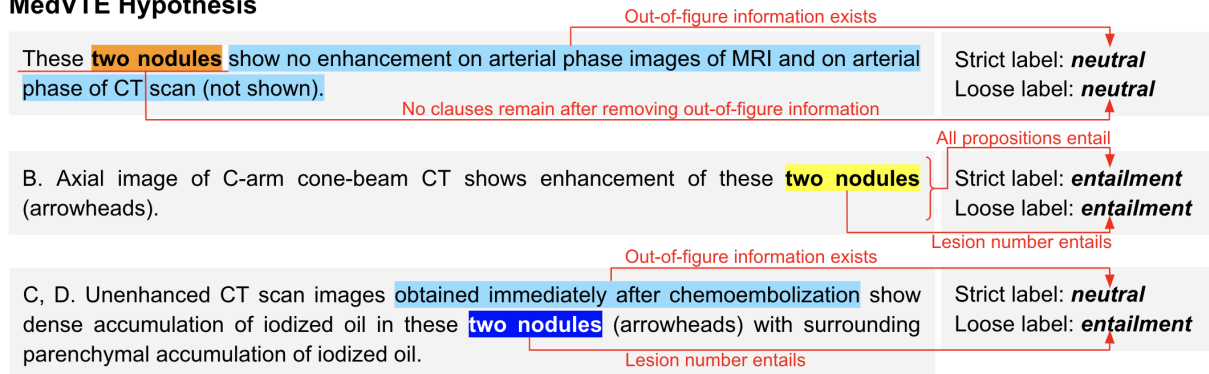 MedVTE Hypothesis
Out-of-figure information exists
These two nodules show no enhancement on arterial phase images of MRI and on arterial
phase of CT scan (not shown).
Strict label: neutral
Loose label: neutral
No clauses remain after removing out-of-figure information
All propositions entail
B. Axial image of C-arm cone-beam CT shows enhancement of these two nodules
(arrowheads).
Strict label: entailment
Loose label: entailment
Lesion number entails
Out-of-figure information exists
C, D. Unenhanced CT scan images obtained immediately after chemoembolization show
dense accumulation of iodized oil in these two nodules (arrowheads) with surrounding
parenchymal accumulation of iodized oil.
Strict label: neutral
Loose label: entailment
Lesion number entails